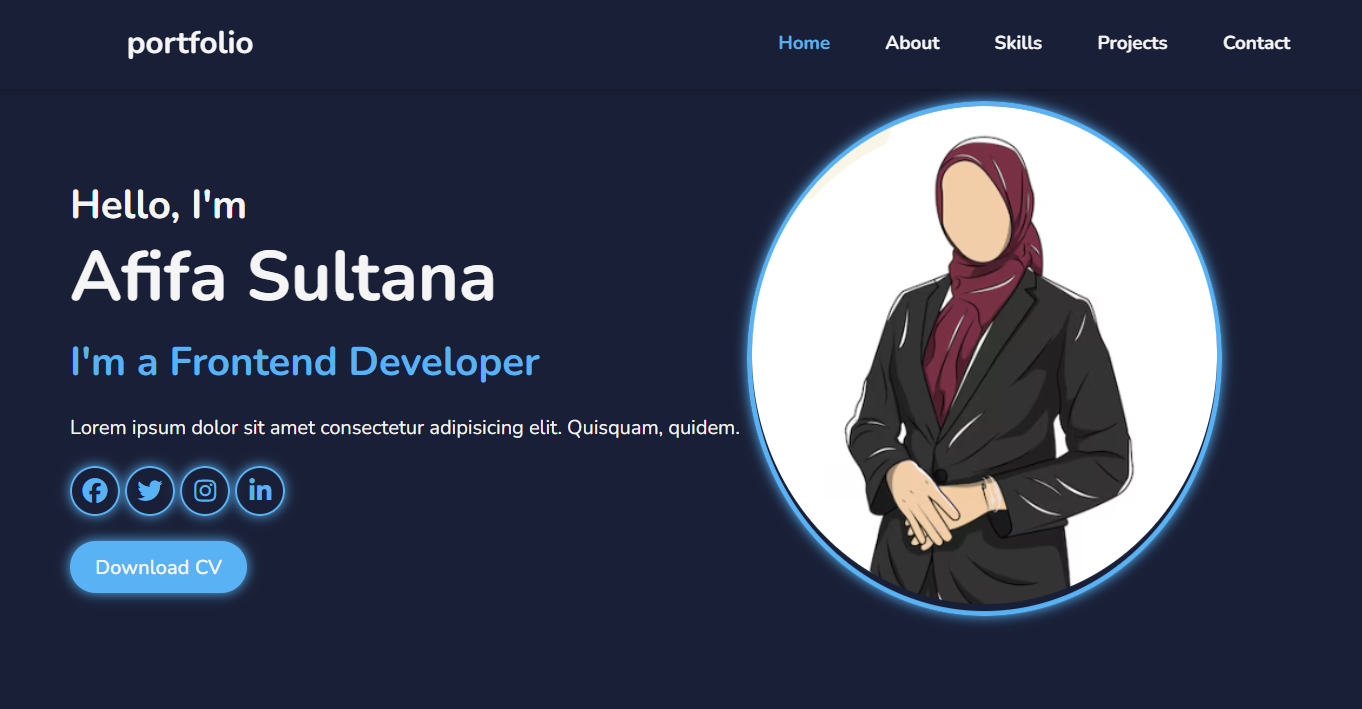 portfolio
Home About Skills Projects Contact
Hello, I'm
Afifa Sultana
I'm a Frontend Developer
Lorem ipsum dolor sit amet consectetur adipisicing elit. Quisquam, quidem.
Download CV